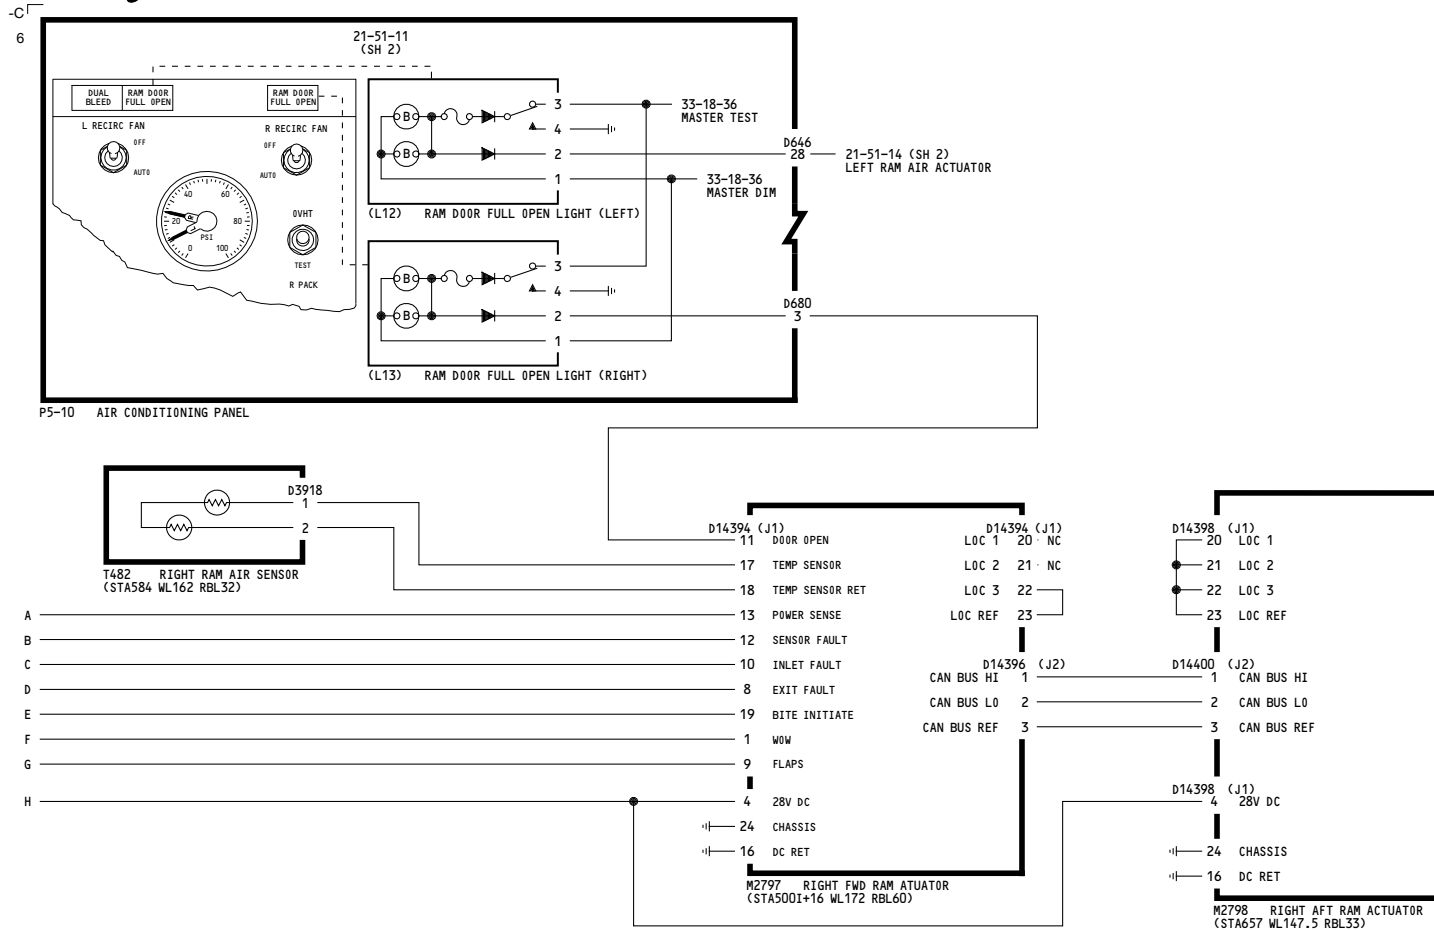 -C
6
21-51-11
(SH 2)
DUAL
BLEED
RAM DOOR
FULL OPEN
RAM DOOR
FULL OPEN
L RECIRC FAN
R RECIRC FAN
OFF
AUTO
OFF
AUTO
0
20
40
60
80
100
PSI
OVHT
TEST
R PACK
B
B
3
4
2
1
33-18-36
MASTER TEST
33-18-36
MASTER DIM
D646
28
21-51-14 (SH 2)
LEFT RAM AIR ACTUATOR
(L12) RAM DOOR FULL OPEN LIGHT (LEFT)
B
B
3
4
2
1
D680
3
(L13) RAM DOOR FULL OPEN LIGHT (RIGHT)
P5-10 AIR CONDITIONING PANEL
D3918
1
2
T482 RIGHT RAM AIR SENSOR
(STA584 WL162 RBL32)
A
B
C
D
E
F
G
H
D14394 (J1)
11 DOOR OPEN
17 TEMP SENSOR
18 TEMP SENSOR RET
13 POWER SENSE
12 SENSOR FAULT
10 INLET FAULT
8 EXIT FAULT
19 BITE INITIATE
1 WOW
9 FLAPS
4 28V DC
24 CHASSIS
16 DC RET
D14394 (J1)
LOC 1 20 NC
LOC 2 21 NC
LOC 3 22
LOC REF 23
D14396 (J2)
CAN BUS HI 1
CAN BUS LO 2
CAN BUS REF 3
M2797 RIGHT FWD RAM ATUATOR
(STA500I+16 WL172 RBL60)
D14398 (J1)
20 LOC 1
21 LOC 2
22 LOC 3
23 LOC REF
D14400 (J2)
1 CAN BUS HI
2 CAN BUS LO
3 CAN BUS REF
D14398 (J1)
4 28V DC
24 CHASSIS
16 DC RET
M2798 RIGHT AFT RAM ACTUATOR
(STA657 WL147.5 RBL33)